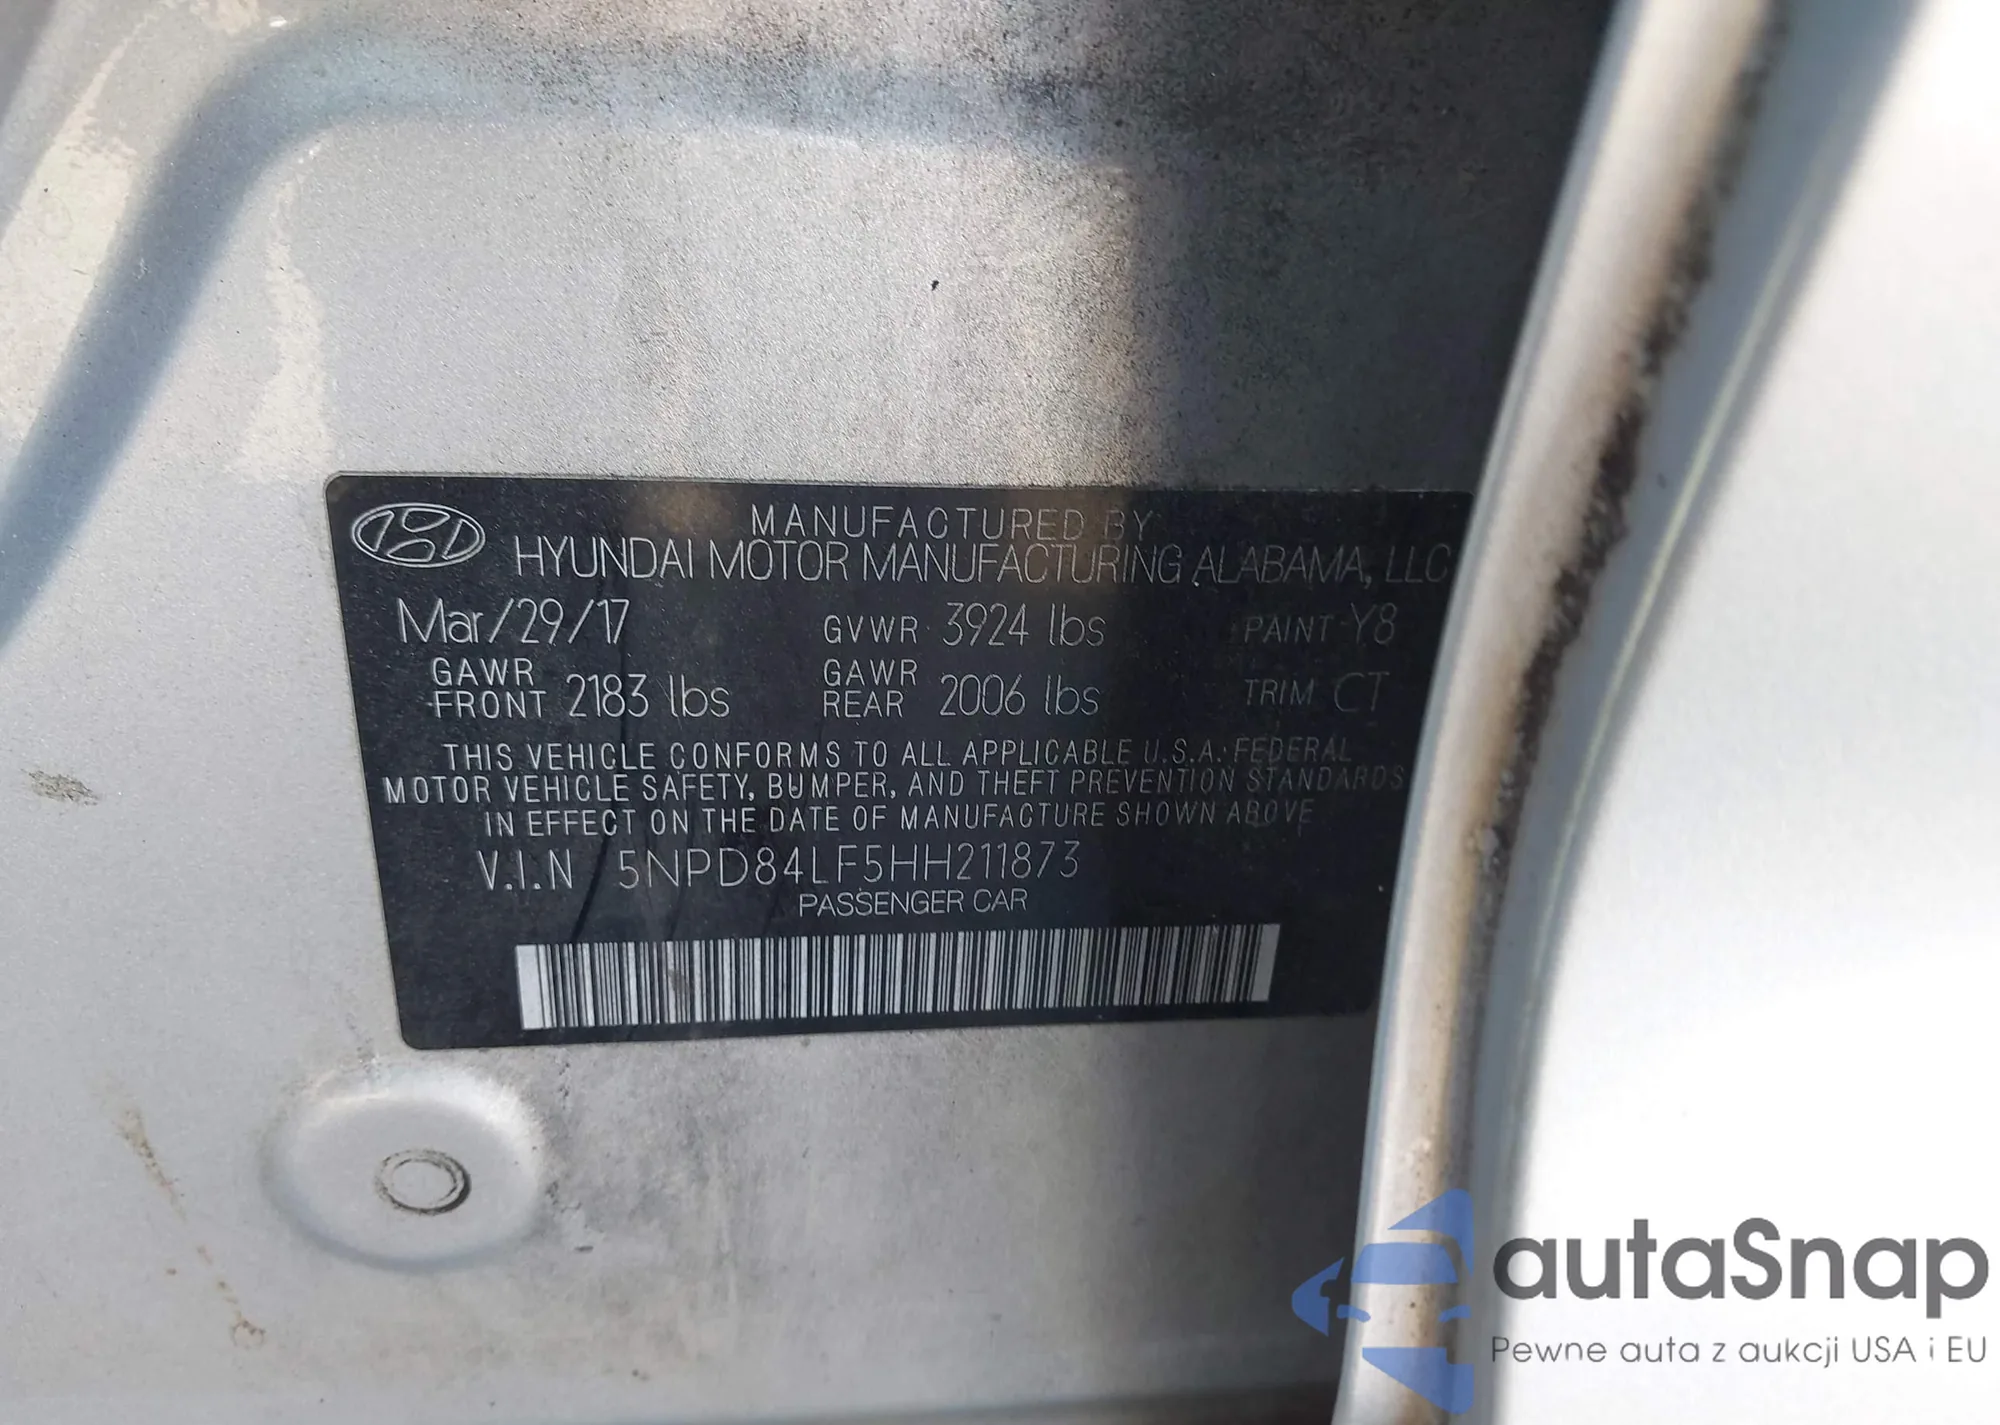 MANUFACTURED BY
HYUNDAI MOTOR MANUFACTURING ALABAMA, LLC
Mar/29/17 GVWR 3924 lbs PAINT Y8
GAWR FRONT 2183 lbs GAWR REAR 2006 lbs TRIM CT
THIS VEHICLE CONFORMS TO ALL APPLICABLE U.S.A. FEDERAL
MOTOR VEHICLE SAFETY, BUMPER, AND THEFT PREVENTION STANDARDS
IN EFFECT ON THE DATE OF MANUFACTURE SHOWN ABOVE
V.I.N 5NPD84LF5HH211873
PASSENGER CAR
autaSnap
Pewne auta z aukcji USA i EU